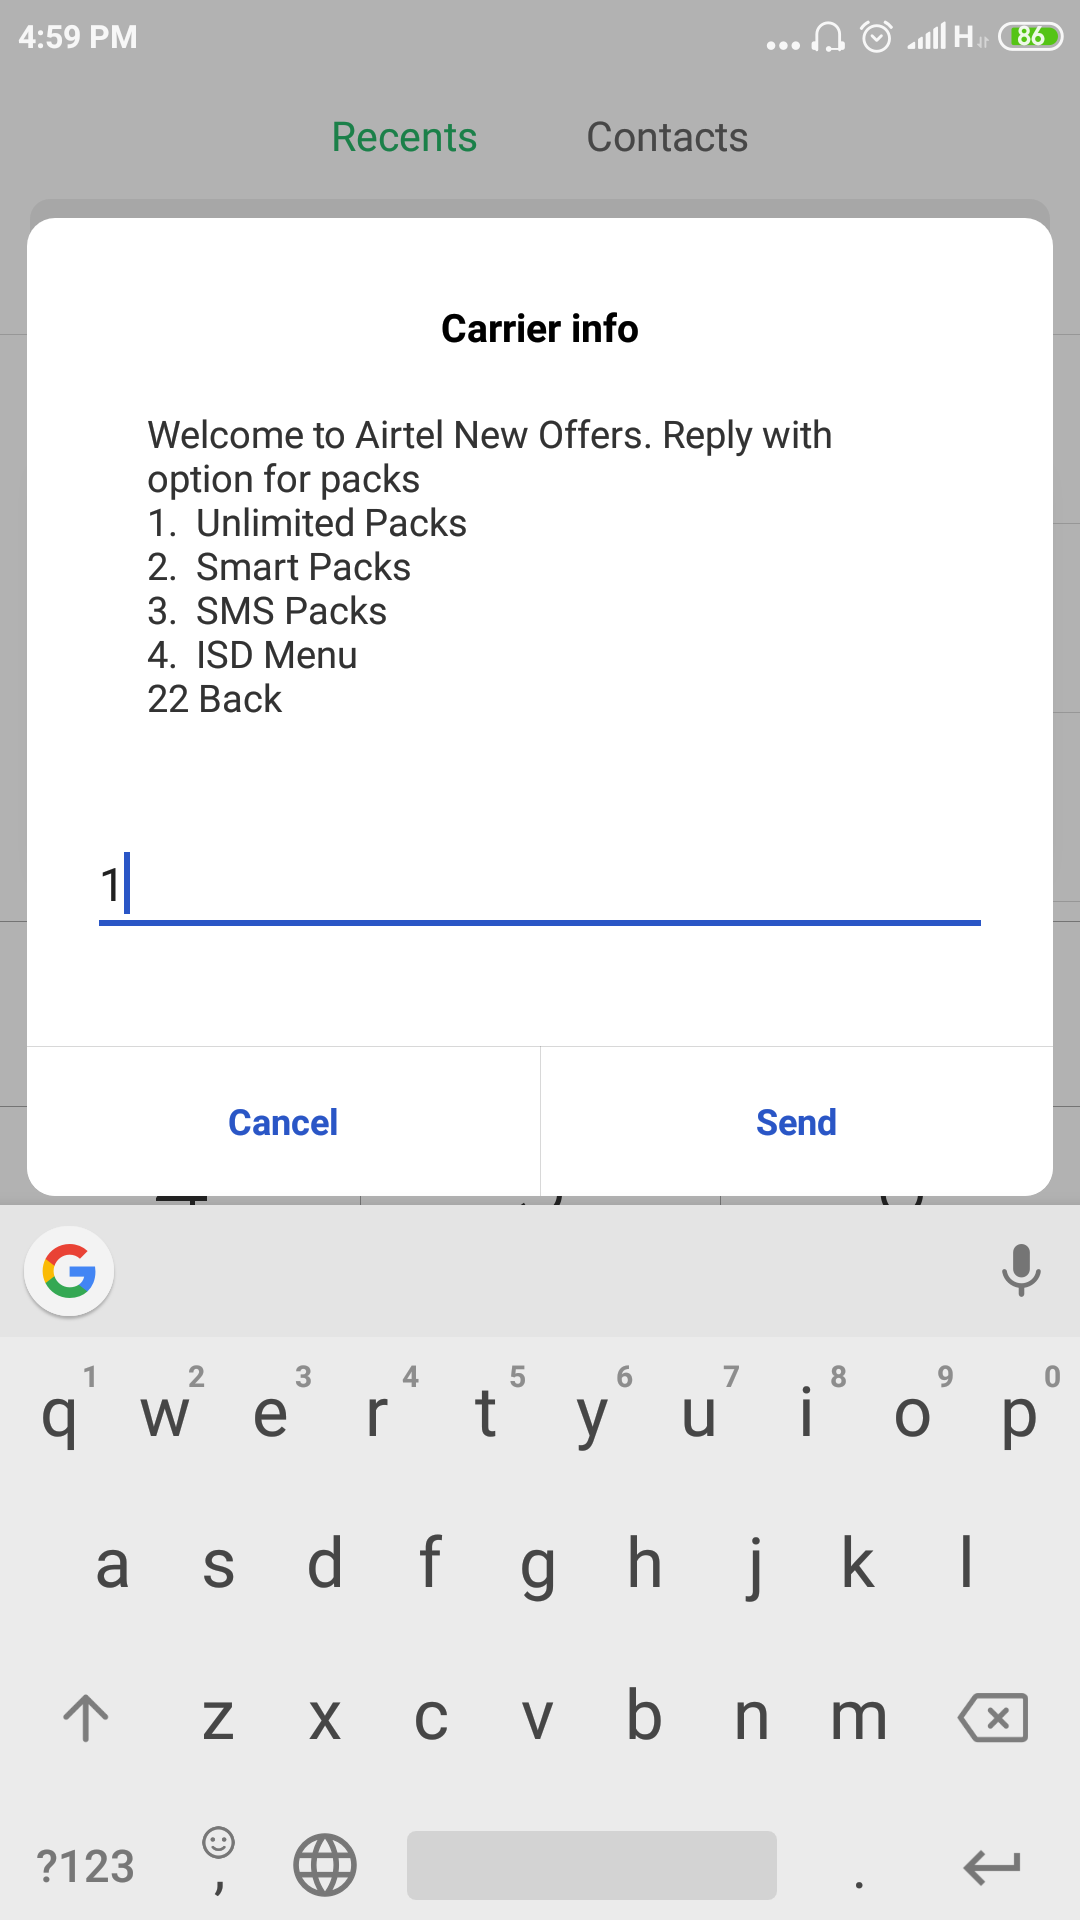 4:59 PM
H
86
Recents Contacts
Carrier info
Welcome to Airtel New Offers. Reply with
option for packs
1. Unlimited Packs
2. Smart Packs
3. SMS Packs
4. ISD Menu
22 Back
1
Cancel Send
G
1 2 3 4 5 6 7 8 9 0
q w e r t y u i o p
a s d f g h j k l
z x c v b n m
?123 , .